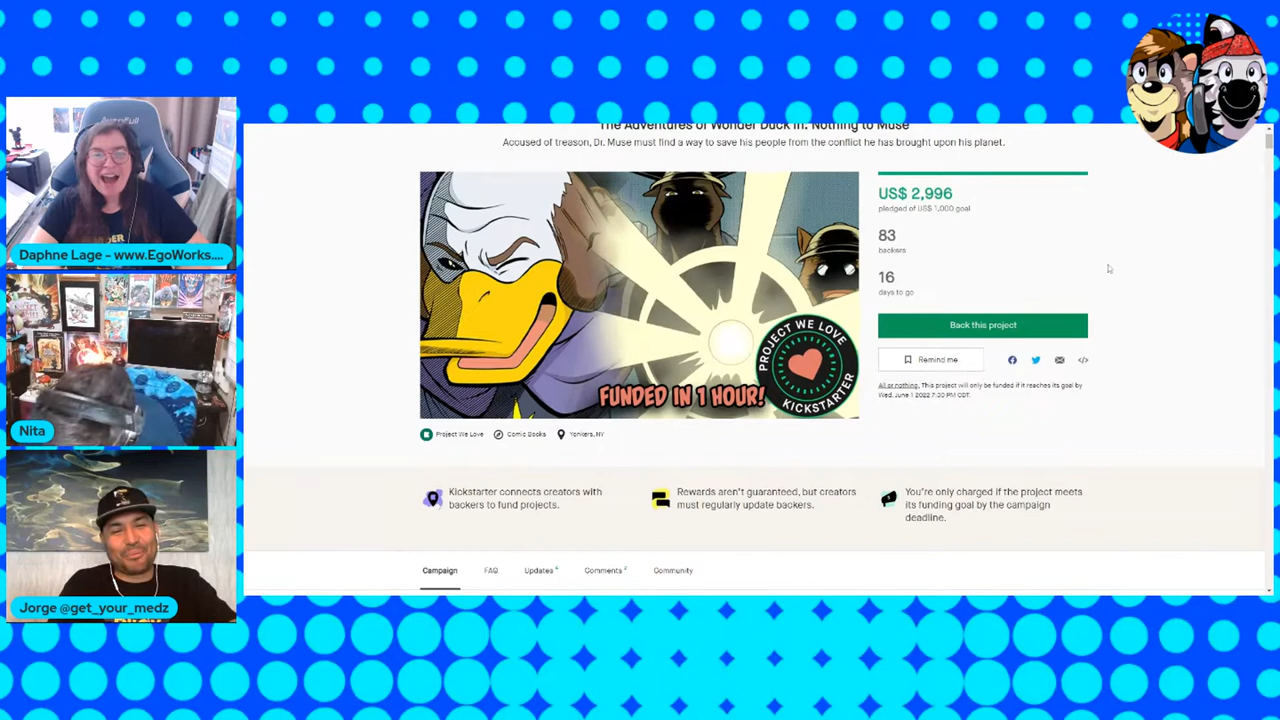 The Adventures of Wonder Duck in: Nothing to Muse
Accused of treason, Dr. Muse must find a way to save his people from the conflict he has brought upon his planet.
US$ 2,996
pledged of US$ 1,000 goal
83
backers
16
days to go
Back this project
Remind me
All or nothing. This project will only be funded if it reaches its goal by
Wed, June 1 2022 7:30 PM CDT.
PROJECT WE LOVE
KICKSTARTER
FUNDED IN 1 HOUR!
Project We Love
Comic Books
Yonkers, NY
Kickstarter connects creators with
backers to fund projects.
Rewards aren't guaranteed, but creators
must regularly update backers.
You're only charged if the project meets
its funding goal by the campaign
deadline.
Campaign
FAQ
Updates
Comments
Community
Daphne Lage - www.EgoWorks....
Nita
Jorge @get_your_medz